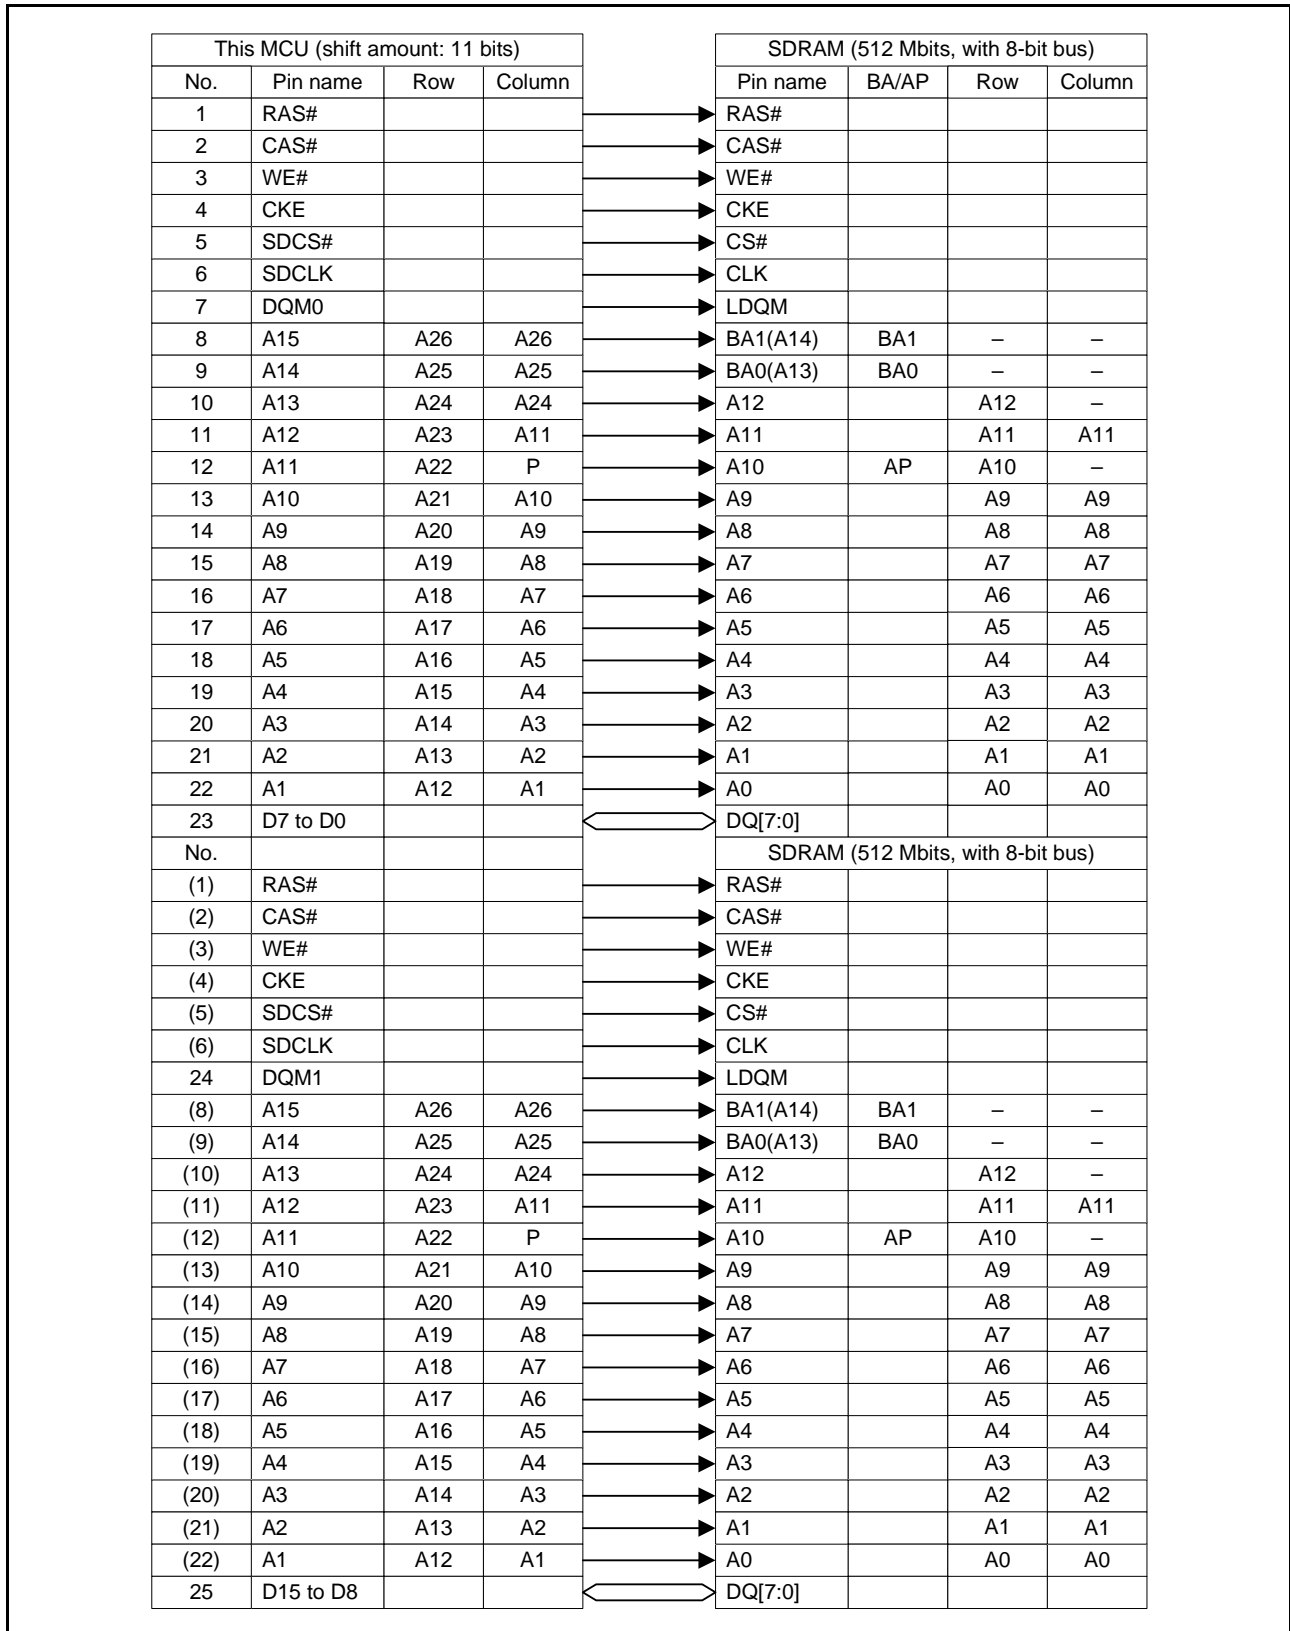 This MCU (shift amount: 11 bits) SDRAM (512 Mbits, with 8-bit bus)
No. Pin name Row Column Pin name BA/AP Row Column
1 RAS# RAS#
2 CAS# CAS#
3 WE# WE#
4 CKE CKE
5 SDCS# CS#
6 SDCLK CLK
7 DQM0 LDQM
8 A15 A26 A26 BA1(A14) BA1 – –
9 A14 A25 A25 BA0(A13) BA0 – –
10 A13 A24 A24 A12 A12 –
11 A12 A23 A11 A11 A11 A11
12 A11 A22 P A10 AP A10 –
13 A10 A21 A10 A9 A9 A9
14 A9 A20 A9 A8 A8 A8
15 A8 A19 A8 A7 A7 A7
16 A7 A18 A7 A6 A6 A6
17 A6 A17 A6 A5 A5 A5
18 A5 A16 A5 A4 A4 A4
19 A4 A15 A4 A3 A3 A3
20 A3 A14 A3 A2 A2 A2
21 A2 A13 A2 A1 A1 A1
22 A1 A12 A1 A0 A0 A0
23 D7 to D0 DQ[7:0]
No. SDRAM (512 Mbits, with 8-bit bus)
(1) RAS# RAS#
(2) CAS# CAS#
(3) WE# WE#
(4) CKE CKE
(5) SDCS# CS#
(6) SDCLK CLK
24 DQM1 LDQM
(8) A15 A26 A26 BA1(A14) BA1 – –
(9) A14 A25 A25 BA0(A13) BA0 – –
(10) A13 A24 A24 A12 A12 –
(11) A12 A23 A11 A11 A11 A11
(12) A11 A22 P A10 AP A10 –
(13) A10 A21 A10 A9 A9 A9
(14) A9 A20 A9 A8 A8 A8
(15) A8 A19 A8 A7 A7 A7
(16) A7 A18 A7 A6 A6 A6
(17) A6 A17 A6 A5 A5 A5
(18) A5 A16 A5 A4 A4 A4
(19) A4 A15 A4 A3 A3 A3
(20) A3 A14 A3 A2 A2 A2
(21) A2 A13 A2 A1 A1 A1
(22) A1 A12 A1 A0 A0 A0
25 D15 to D8 DQ[7:0]